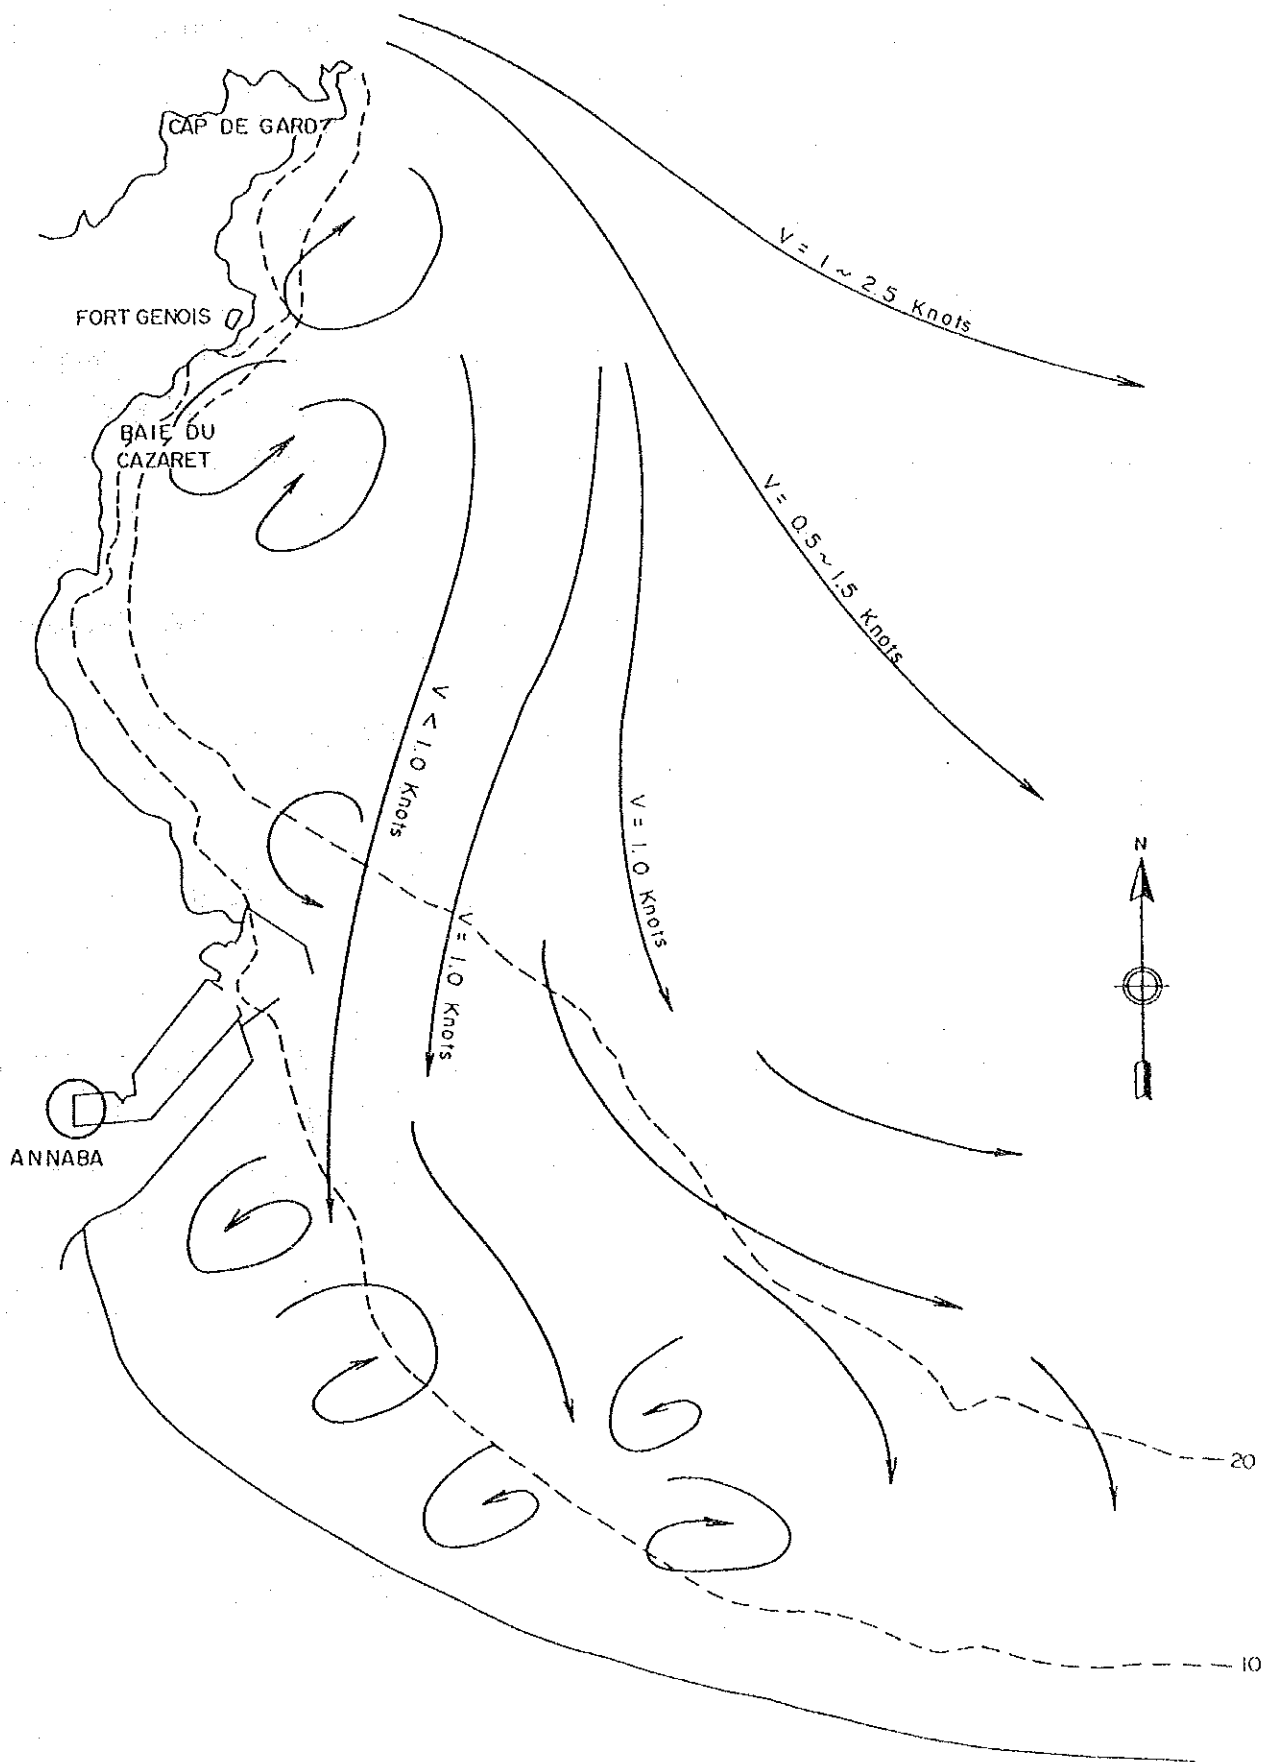 CAP DE GARD
V = 1 ~ 2.5 Knots
FORT GENOIS
BAIE DU
CAZARET
V = 0.5 ~ 1.5 Knots
V < 1.0 Knots
V = 1.0 Knots
N
V = 1.0 Knots
ANNABA
20
10